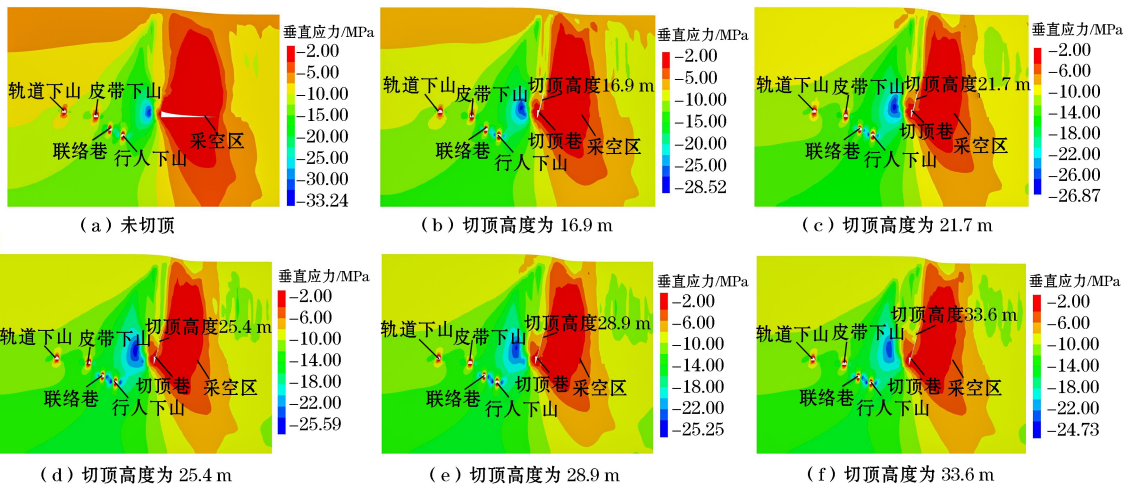 垂直应力/MPa
-2.00
-5.00
-10.00
-15.00
-20.00
-25.00
-30.00
-33.24
轨道下山
皮带下山
联络巷
行人下山
采空区
(a)未切顶
垂直应力/MPa
-2.00
-5.00
-10.00
-15.00
-20.00
-25.00
-28.52
轨道下山
皮带下山
切顶高度16.9 m
联络巷
行人下山
切顶巷
采空区
(b)切顶高度为 16.9 m
垂直应力/MPa
-2.00
-6.00
-10.00
-14.00
-18.00
-22.00
-26.00
-26.87
轨道下山
皮带下山
切顶高度21.7 m
联络巷
行人下山
切顶巷
采空区
(c)切顶高度为 21.7 m
垂直应力/MPa
-2.00
-6.00
-10.00
-14.00
-18.00
-22.00
-25.59
轨道下山
皮带下山
切顶高度25.4 m
联络巷
行人下山
切顶巷
采空区
(d)切顶高度为 25.4 m
垂直应力/MPa
-2.00
-6.00
-10.00
-14.00
-18.00
-22.00
-25.25
轨道下山
皮带下山
切顶高度28.9 m
联络巷
行人下山
切顶巷
采空区
(e)切顶高度为 28.9 m
垂直应力/MPa
-2.00
-6.00
-10.00
-14.00
-18.00
-22.00
-24.73
轨道下山
皮带下山
切顶高度33.6 m
联络巷
行人下山
切顶巷
采空区
(f)切顶高度为 33.6 m